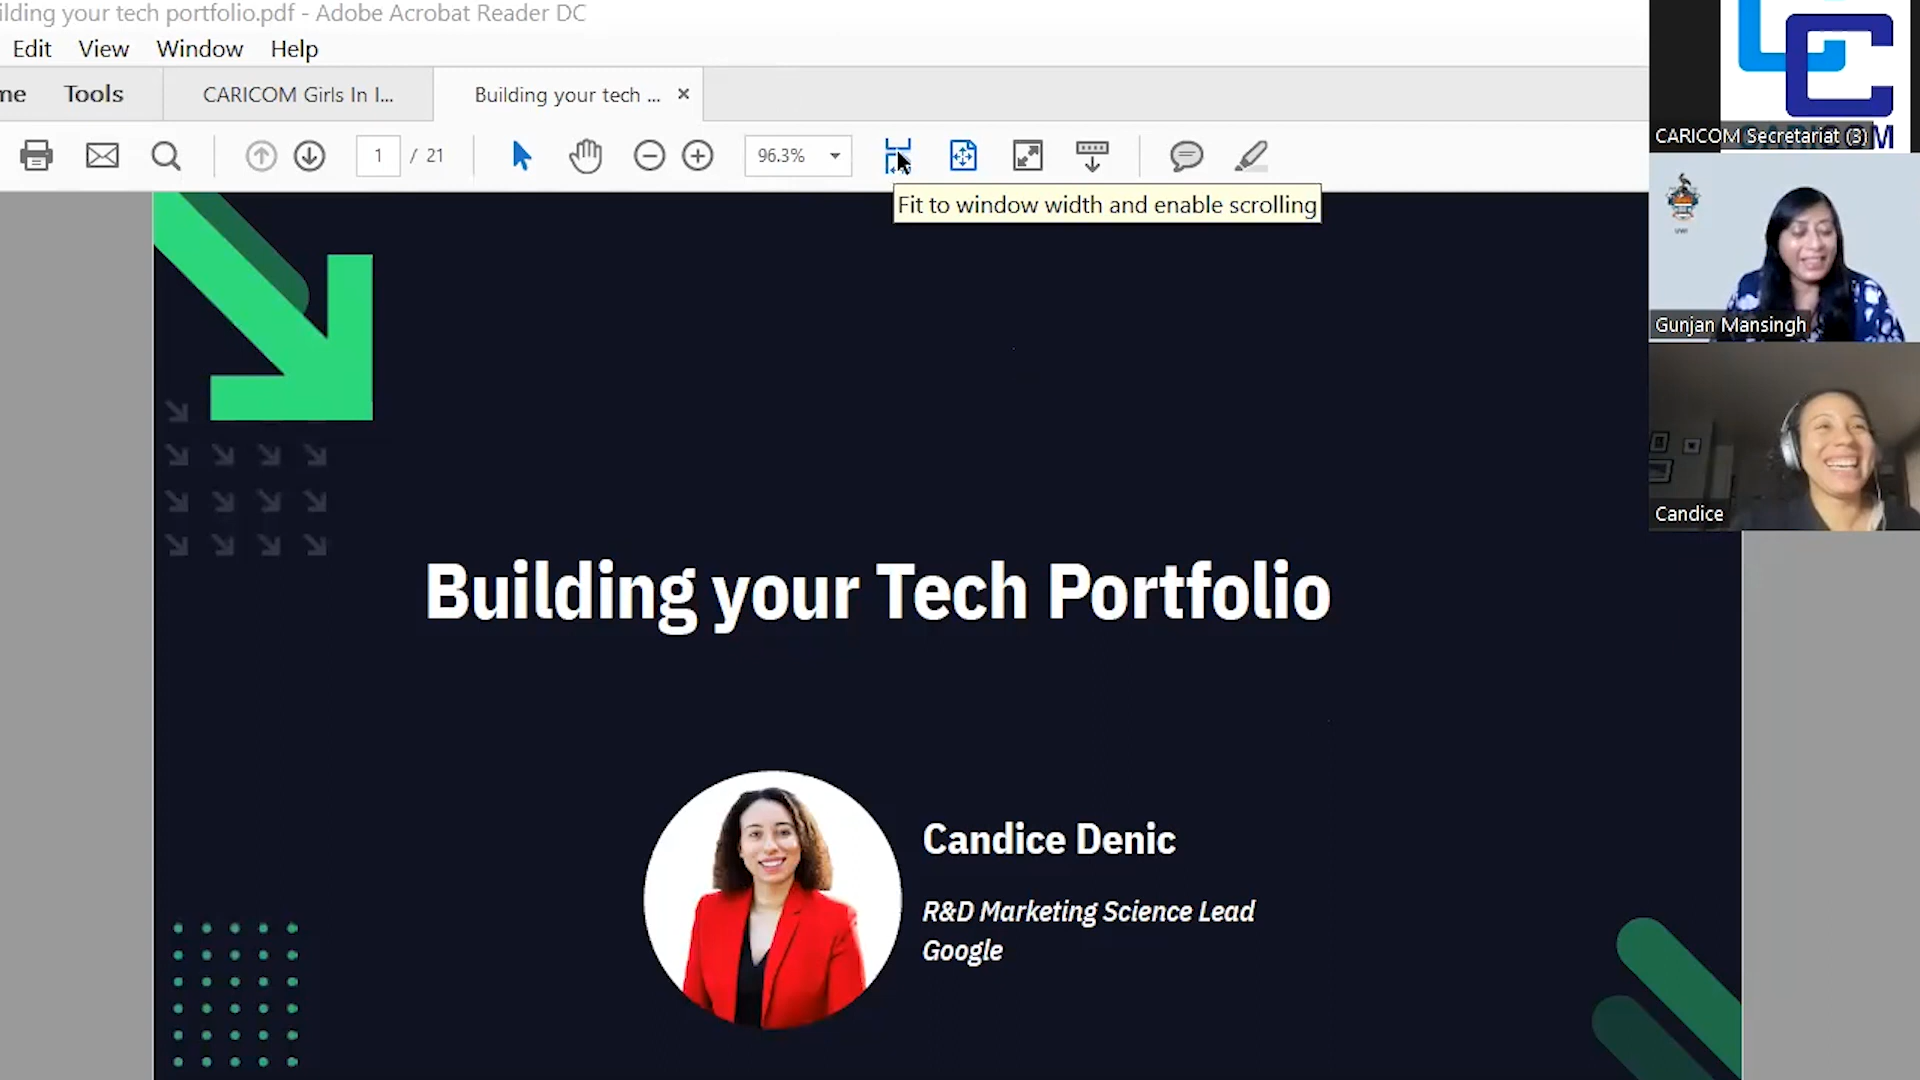 ilding your tech portfolio.pdf - Adobe Acrobat Reader DC
Edit View Window Help
me Tools CARICOM Girls In I... Building your tech ... ×
1 / 21 96.3%
Fit to window width and enable scrolling
CARICOM Secretariat (3)
UWI
Gunjan Mansingh
Candice
Building your Tech Portfolio
Candice Denic
R&D Marketing Science Lead
Google